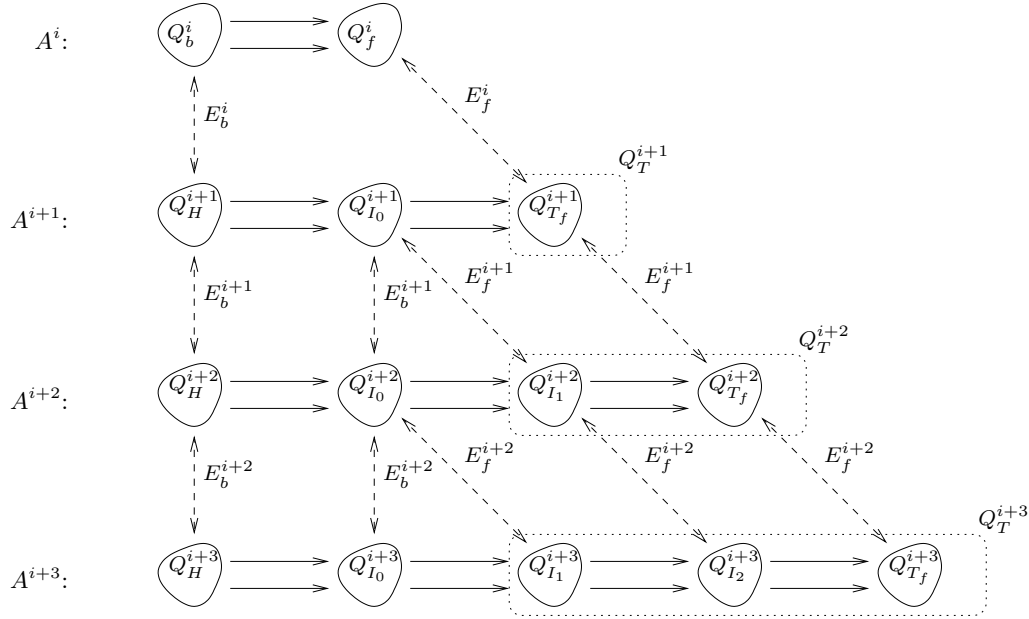 A^i: Q_b^i Q_f^i
E_b^i E_f^i
Q_T^{i+1}
A^{i+1}: Q_H^{i+1} Q_{I_0}^{i+1} Q_{T_f}^{i+1}
E_b^{i+1} E_b^{i+1} E_f^{i+1} E_f^{i+1}
Q_T^{i+2}
A^{i+2}: Q_H^{i+2} Q_{I_0}^{i+2} Q_{I_1}^{i+2} Q_{T_f}^{i+2}
E_b^{i+2} E_b^{i+2} E_f^{i+2} E_f^{i+2} E_f^{i+2}
Q_T^{i+3}
A^{i+3}: Q_H^{i+3} Q_{I_0}^{i+3} Q_{I_1}^{i+3} Q_{I_2}^{i+3} Q_{T_f}^{i+3}